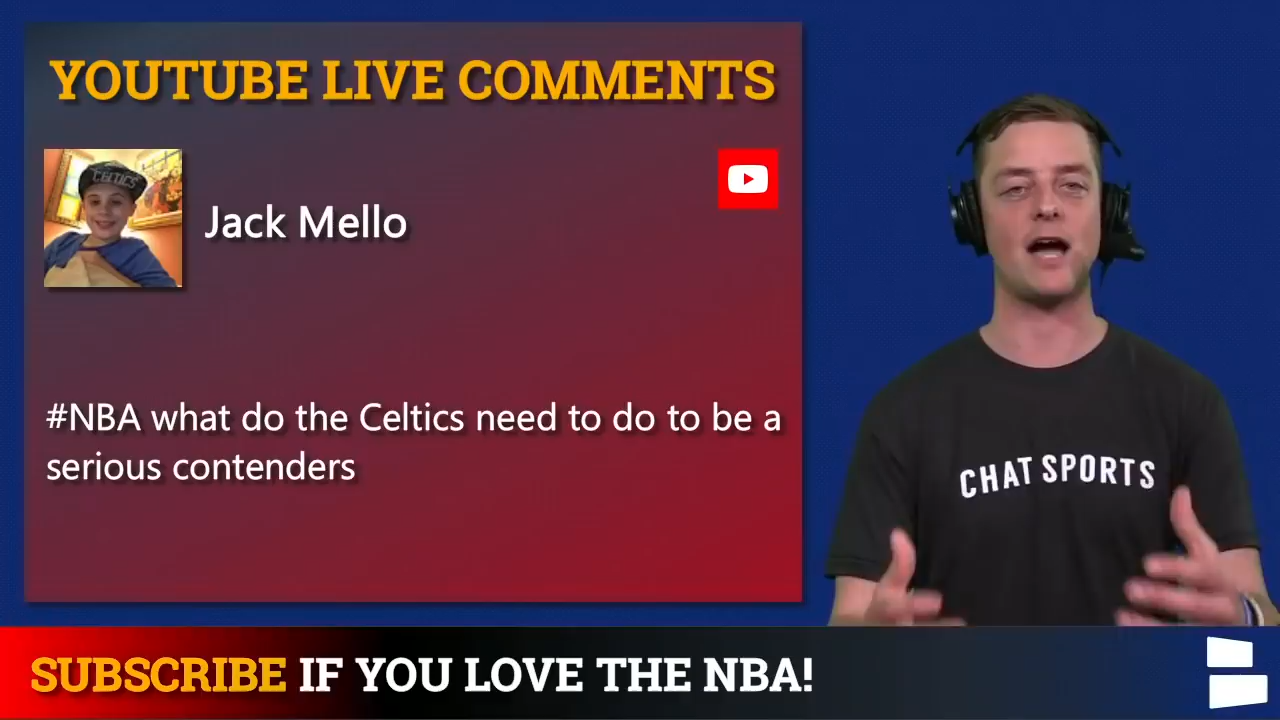 YOUTUBE LIVE COMMENTS
CELTICS
Jack Mello
#NBA what do the Celtics need to do to be a
serious contenders
CHAT SPORTS
SUBSCRIBE IF YOU LOVE THE NBA!